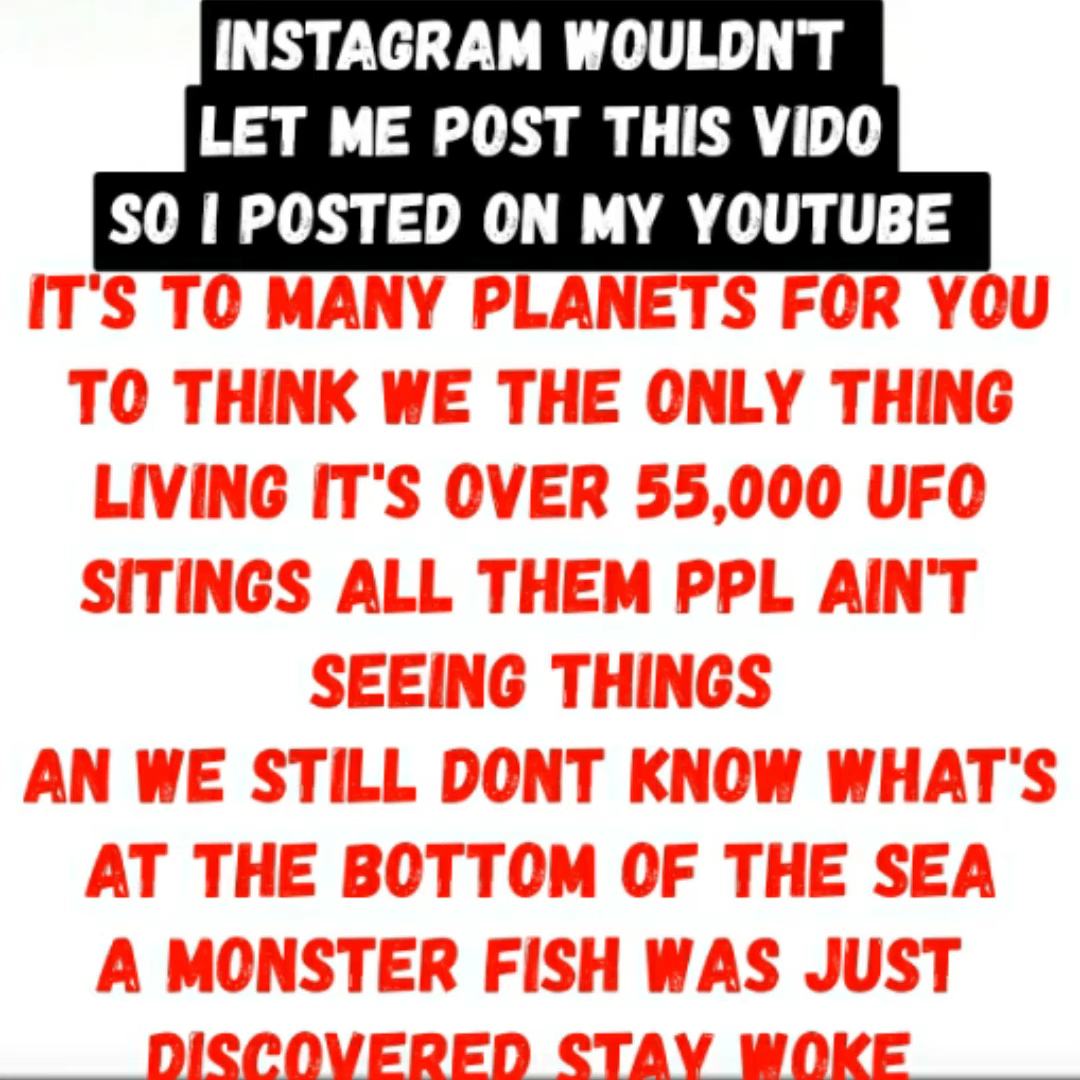 INSTAGRAM WOULDN'T
LET ME POST THIS VIDO
SO I POSTED ON MY YOUTUBE
IT'S TO MANY PLANETS FOR YOU
TO THINK WE THE ONLY THING
LIVING IT'S OVER 55,000 UFO
SITINGS ALL THEM PPL AIN'T
SEEING THINGS
AN WE STILL DONT KNOW WHAT'S
AT THE BOTTOM OF THE SEA
A MONSTER FISH WAS JUST
DISCOVERED STAY WOKE